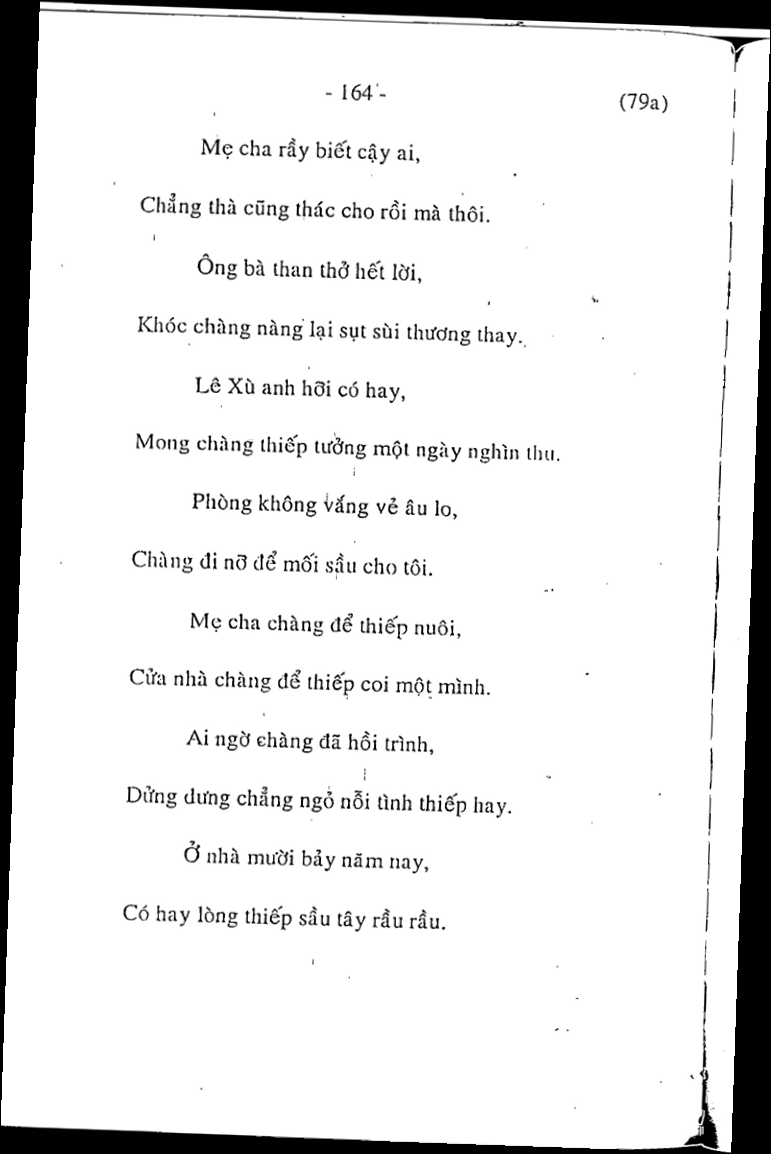 - 164 -
(79a)
Mẹ cha rầy biết cậy ai,
Chẳng thà cũng thác cho rồi mà thôi.
Ông bà than thở hết lời,
Khóc chàng nàng lại sụt sùi thương thay.
Lê Xù anh hỡi có hay,
Mong chàng thiếp tưởng một ngày nghìn thu.
Phòng không vắng vẻ âu lo,
Chàng đi nỡ để mối sầu cho tôi.
Mẹ cha chàng để thiếp nuôi,
Cửa nhà chàng để thiếp coi một mình.
Ai ngờ chàng đã hồi trình,
Dửng dưng chẳng ngỏ nỗi tình thiếp hay.
Ở nhà mười bảy năm nay,
Có hay lòng thiếp sầu tây rầu rầu.